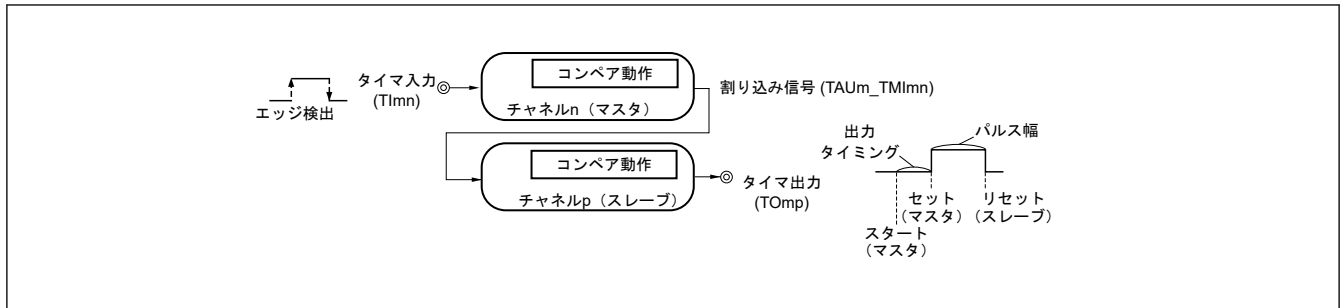 エッジ検出
タイマ入力
(TImn)
コンペア動作
チャネルn（マスタ）
割り込み信号 (TAUm_TMImn)
コンペア動作
チャネルp（スレーブ）
タイマ出力
(TOmp)
出力
タイミング
パルス幅
セット
（マスタ）
リセット
（スレーブ）
スタート
（マスタ）